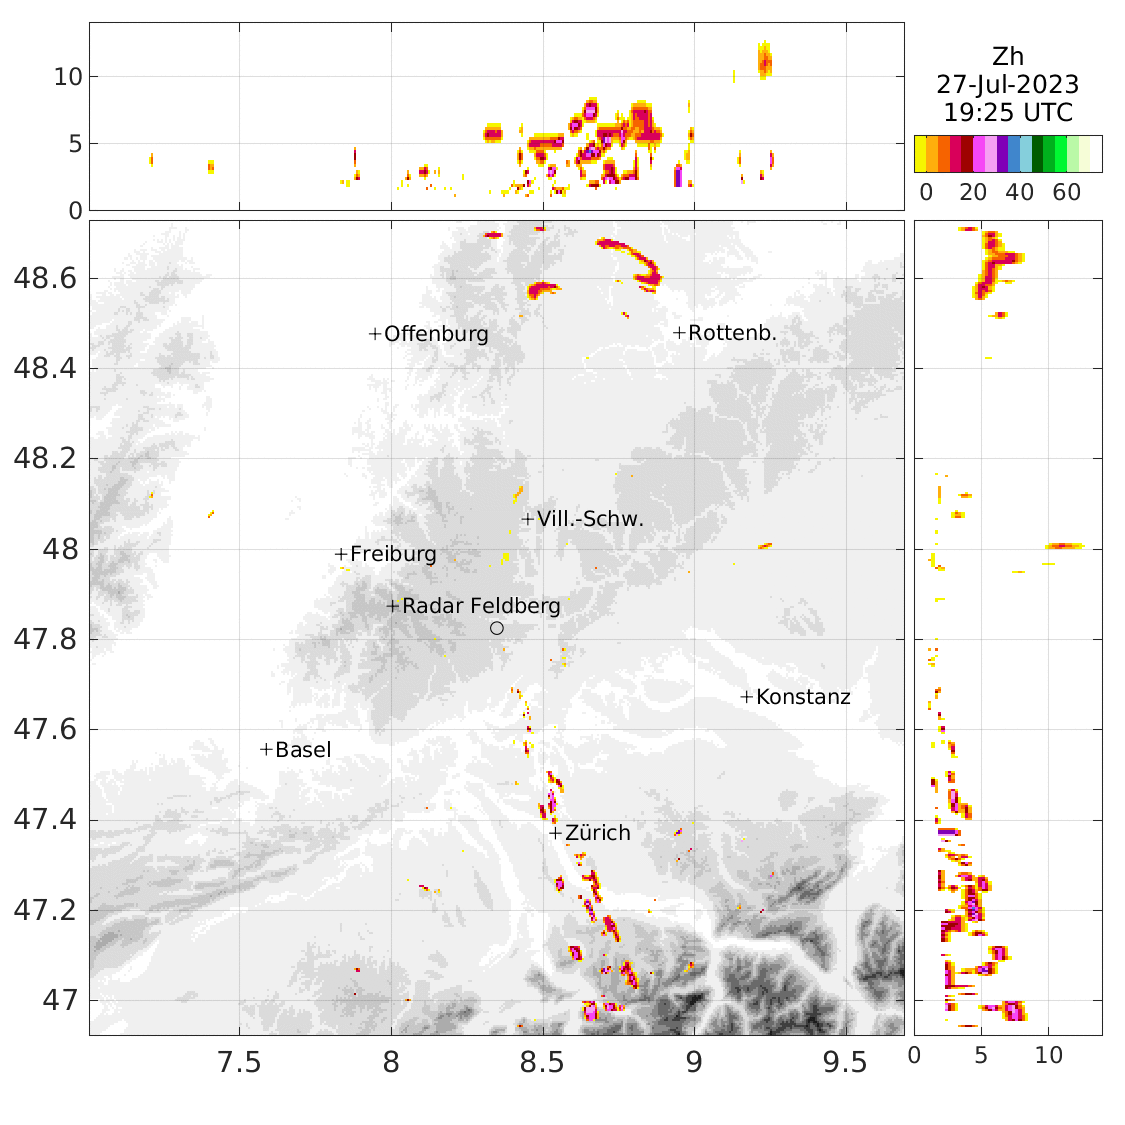 Zh
27-Jul-2023
19:25 UTC
10
5
0
0 20 40 60
48.6
48.4
48.2
48
47.8
47.6
47.4
47.2
47
+Offenburg
+Rottenb.
+Vill.-Schw.
+Freiburg
+Radar Feldberg
+Konstanz
+Basel
+Zürich
7.5 8 8.5 9 9.5
0 5 10